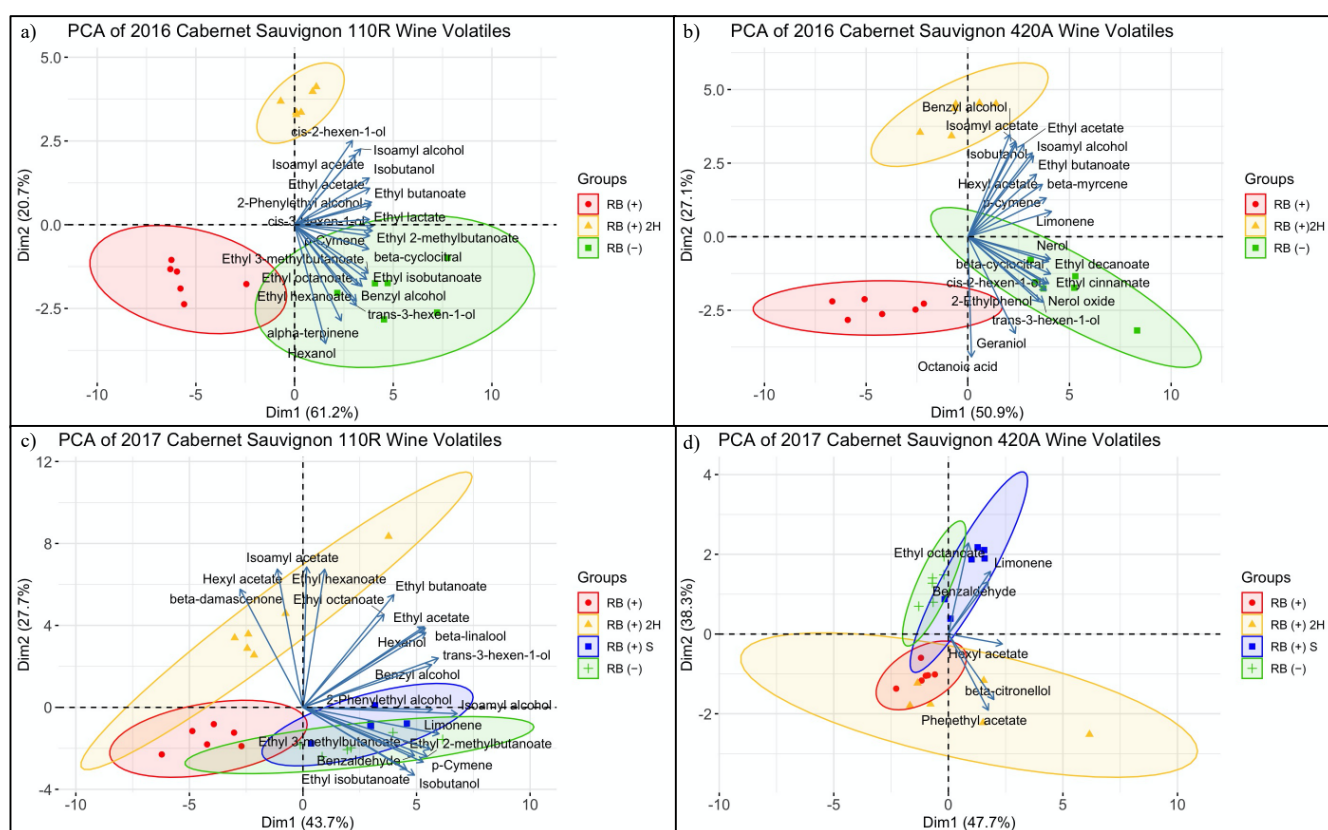 a) PCA of 2016 Cabernet Sauvignon 110R Wine Volatiles
5.0
2.5
0.0
-2.5
Dim2 (20.7%)
cis-2-hexen-1-ol
Isoamyl alcohol
Isoamyl acetate
Isobutanol
Ethyl acetate
Ethyl butanoate
2-Phenylethyl alcohol
cis-3-hexen-1-ol
Ethyl lactate
p-Cymene
Ethyl 2-methylbutanoate
Ethyl 3-methylbutanoate
beta-cyclocitral
Ethyl octanoate
Ethyl isobutanoate
Ethyl hexanoate
Benzyl alcohol
trans-3-hexen-1-ol
alpha-terpinene
Hexanol
-10 -5 0 5 10
Dim1 (61.2%)
Groups
RB (+)
RB (+) 2H
RB (−)
b) PCA of 2016 Cabernet Sauvignon 420A Wine Volatiles
5.0
2.5
0.0
-2.5
Dim2 (27.1%)
Benzyl alcohol
Isoamyl acetate
Ethyl acetate
Isoamyl alcohol
Isobutanol
Ethyl butanoate
Hexyl acetate
beta-myrcene
p-cymene
Limonene
Nerol
beta-cyclocitral
Ethyl decanoate
cis-2-hexen-1-ol
Ethyl cinnamate
2-Ethylphenol
Nerol oxide
trans-3-hexen-1-ol
Geraniol
Octanoic acid
-10 -5 0 5 10
Dim1 (50.9%)
Groups
RB (+)
RB (+)2H
RB (−)
c) PCA of 2017 Cabernet Sauvignon 110R Wine Volatiles
12
8
4
0
-4
Dim2 (27.7%)
Isoamyl acetate
Hexyl acetate
Ethyl hexanoate
Ethyl butanoate
beta-damascenone
Ethyl octanoate
Ethyl acetate
beta-linalool
Hexanol
trans-3-hexen-1-ol
Benzyl alcohol
2-Phenylethyl alcohol
Isoamyl alcohol
Limonene
Ethyl 3-methylbutanoate
Ethyl 2-methylbutanoate
Benzaldehyde
p-Cymene
Ethyl isobutanoate
Isobutanol
-10 -5 0 5 10
Dim1 (43.7%)
Groups
RB (+)
RB (+) 2H
RB (+) S
RB (−)
d) PCA of 2017 Cabernet Sauvignon 420A Wine Volatiles
4
2
0
-2
Dim2 (38.3%)
Ethyl octanoate
Limonene
Benzaldehyde
Hexyl acetate
beta-citronellol
Phenethyl acetate
-10 -5 0 5 10
Dim1 (47.7%)
Groups
RB (+)
RB (+) 2H
RB (+) S
RB (−)